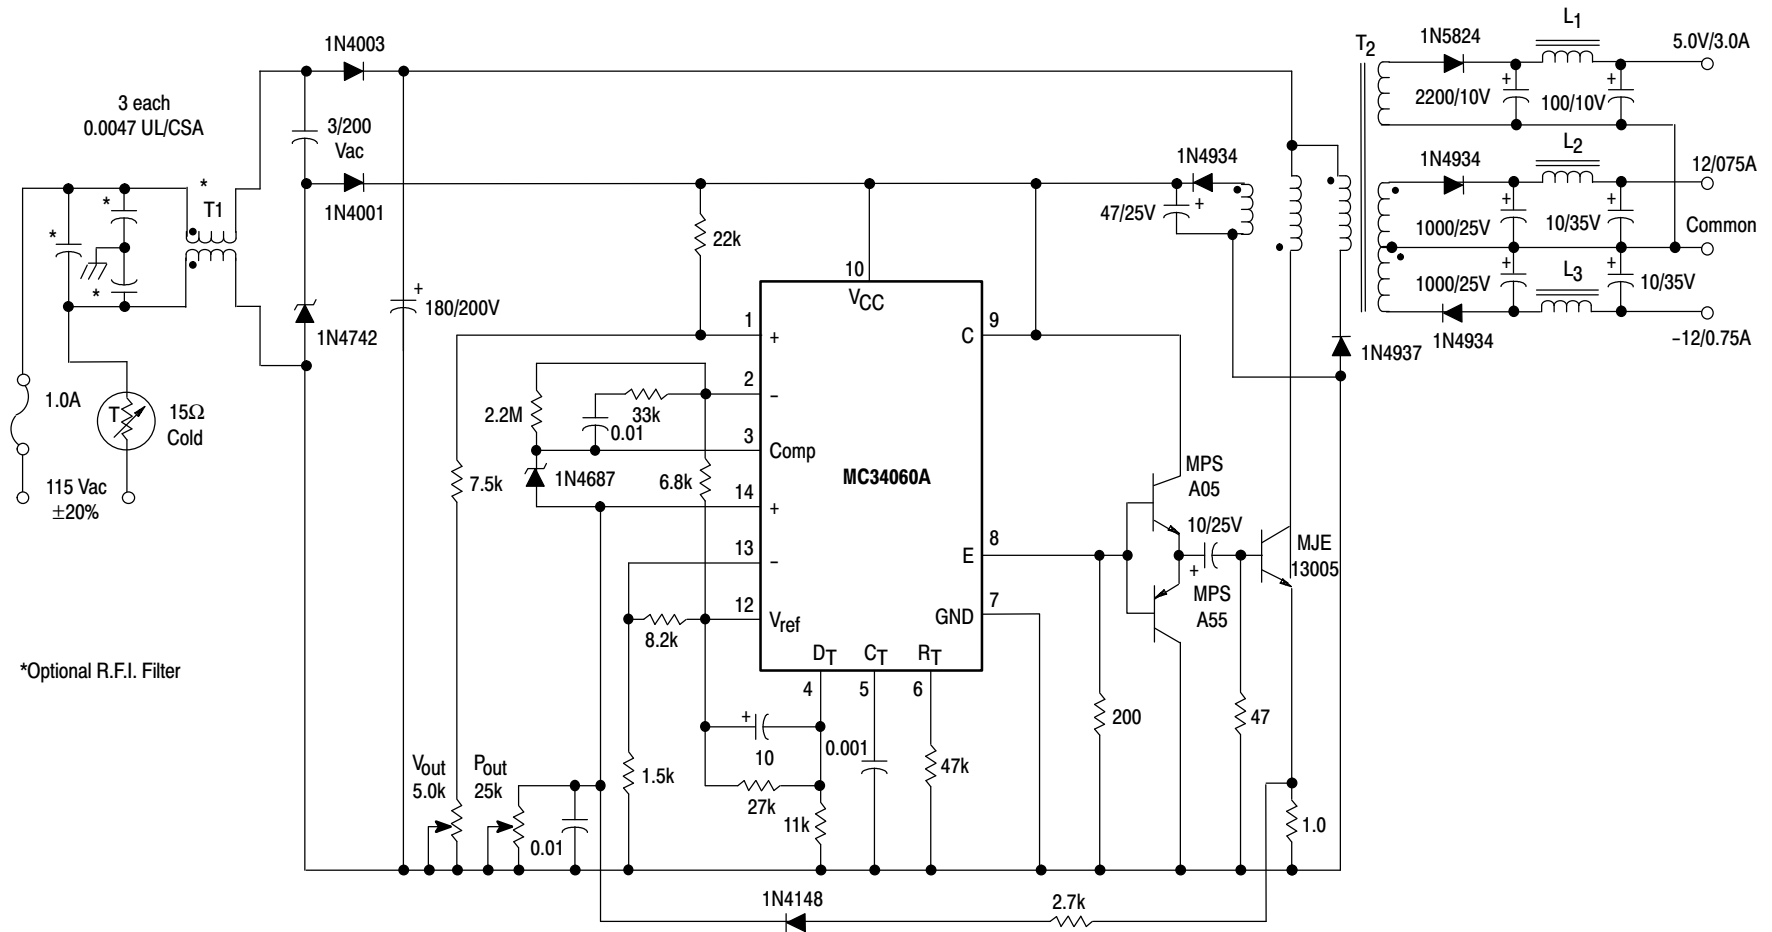 1N4003
3 each
0.0047 UL/CSA
3/200
Vac
*
T1
*
*
*
1N4001
1N4742
+
180/200V
1.0A
T
15Ω
Cold
115 Vac
±20%
*Optional R.F.I. Filter
22k
7.5k
2.2M
33k
0.01
1N4687
6.8k
8.2k
1.5k
Vout
5.0k
Pout
25k
0.01
+
10
27k
11k
0.001
47k
1
+
2
–
3
Comp
14
+
13
–
12
Vref
10
VCC
MC34060A
9
C
8
E
7
GND
DT
CT
RT
4
5
6
1N4148
2.7k
200
47
1.0
MPS
A05
10/25V
+
MPS
A55
MJE
13005
1N4934
47/25V
+
1N4937
T2
1N5824
L1
5.0V/3.0A
+
2200/10V
+
100/10V
1N4934
L2
12/075A
+
1000/25V
+
10/35V
Common
+
1000/25V
L3
+
10/35V
1N4934
–12/0.75A